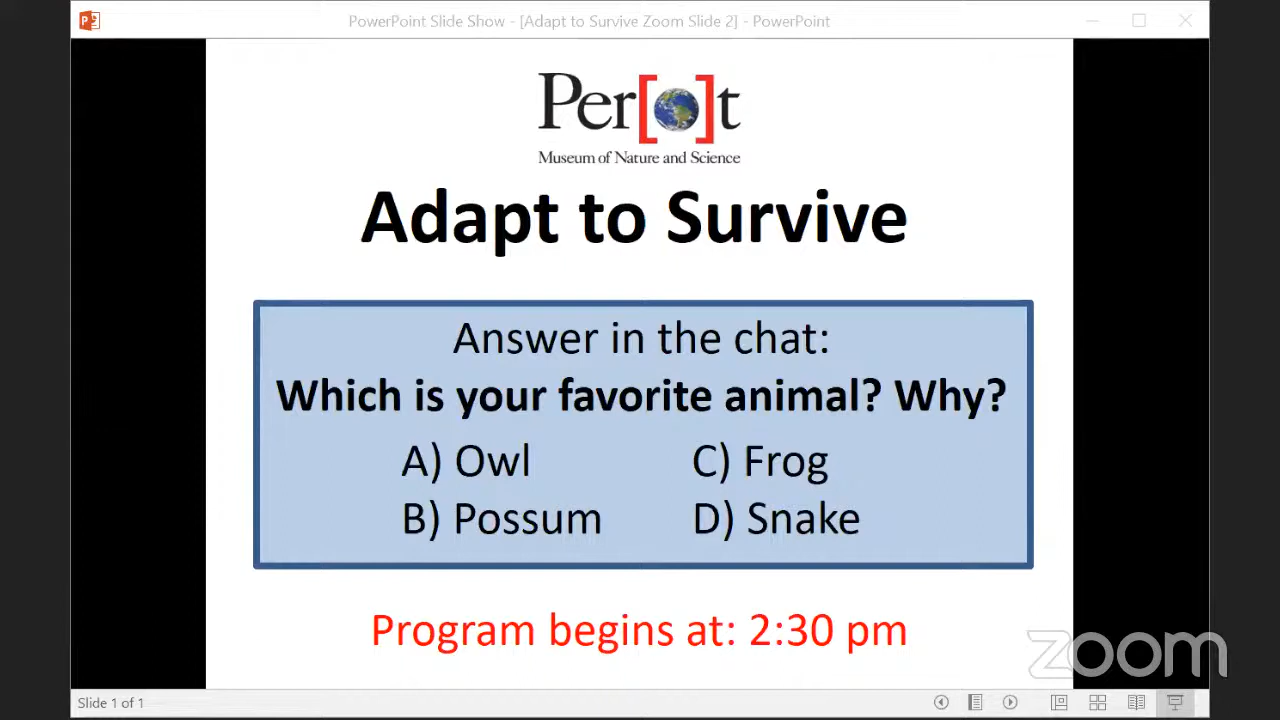 PowerPoint Slide Show - [Adapt to Survive Zoom Slide 2] - PowerPoint
Per[o]t
Museum of Nature and Science
Adapt to Survive
Answer in the chat:
Which is your favorite animal? Why?
A) Owl
B) Possum
C) Frog
D) Snake
Program begins at: 2:30 pm
zoom
Slide 1 of 1